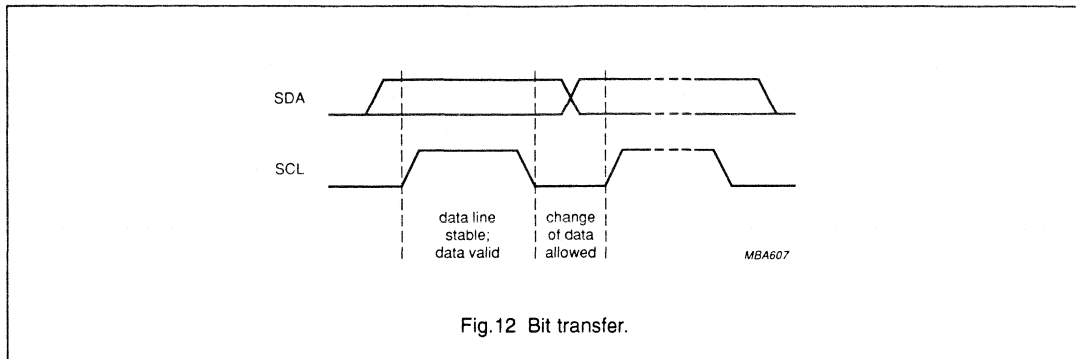 SDA
SCL
data line
stable;
data valid
change
of data
allowed
MBA607
Fig.12 Bit transfer.